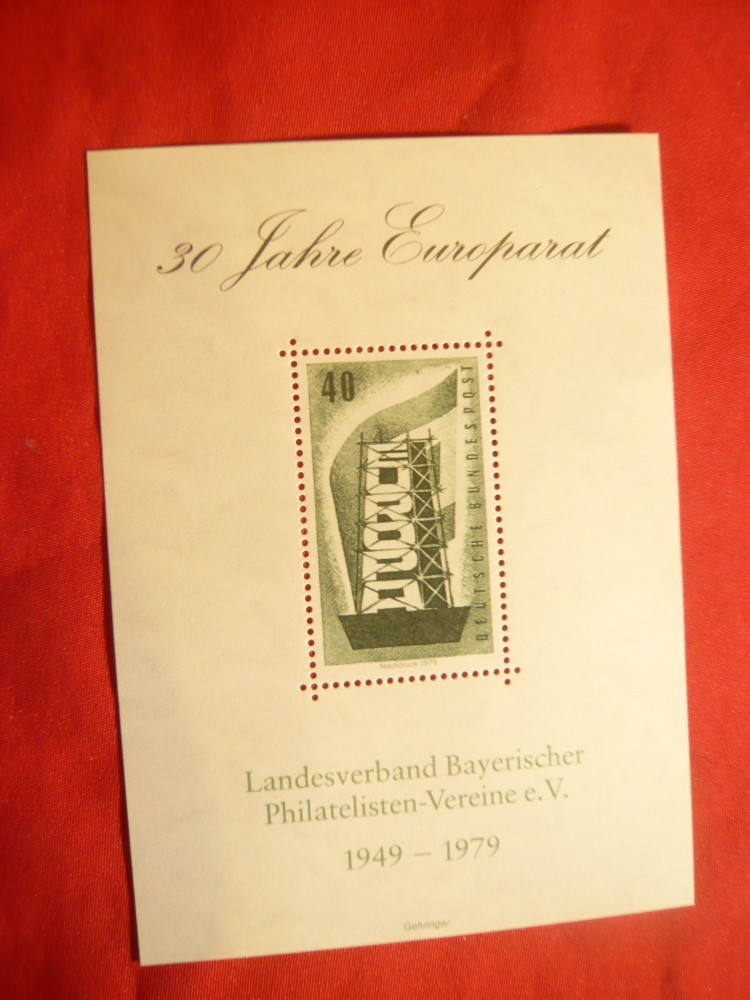 30 Jahre Europarat
40
DEUTSCHE BUNDESPOST
EUROPA
Nachdruck 1979
Landesverband Bayerischer
Philatelisten-Vereine e.V.
1949 – 1979
Gehringer